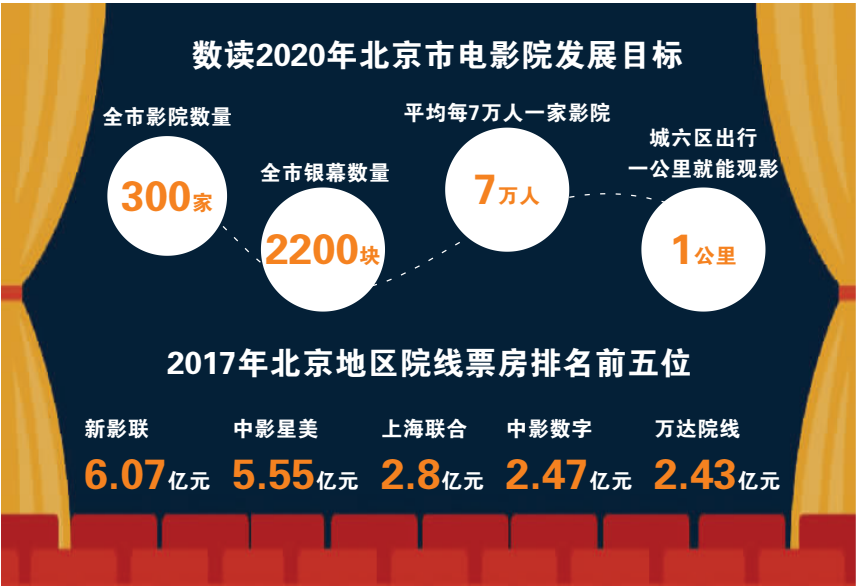 数读2020年北京市电影院发展目标
全市影院数量
300家
全市银幕数量
2200块
平均每7万人一家影院
7万人
城六区出行
一公里就能观影
1公里
2017年北京地区院线票房排名前五位
新影联
6.07亿元
中影星美
5.55亿元
上海联合
2.8亿元
中影数字
2.47亿元
万达院线
2.43亿元